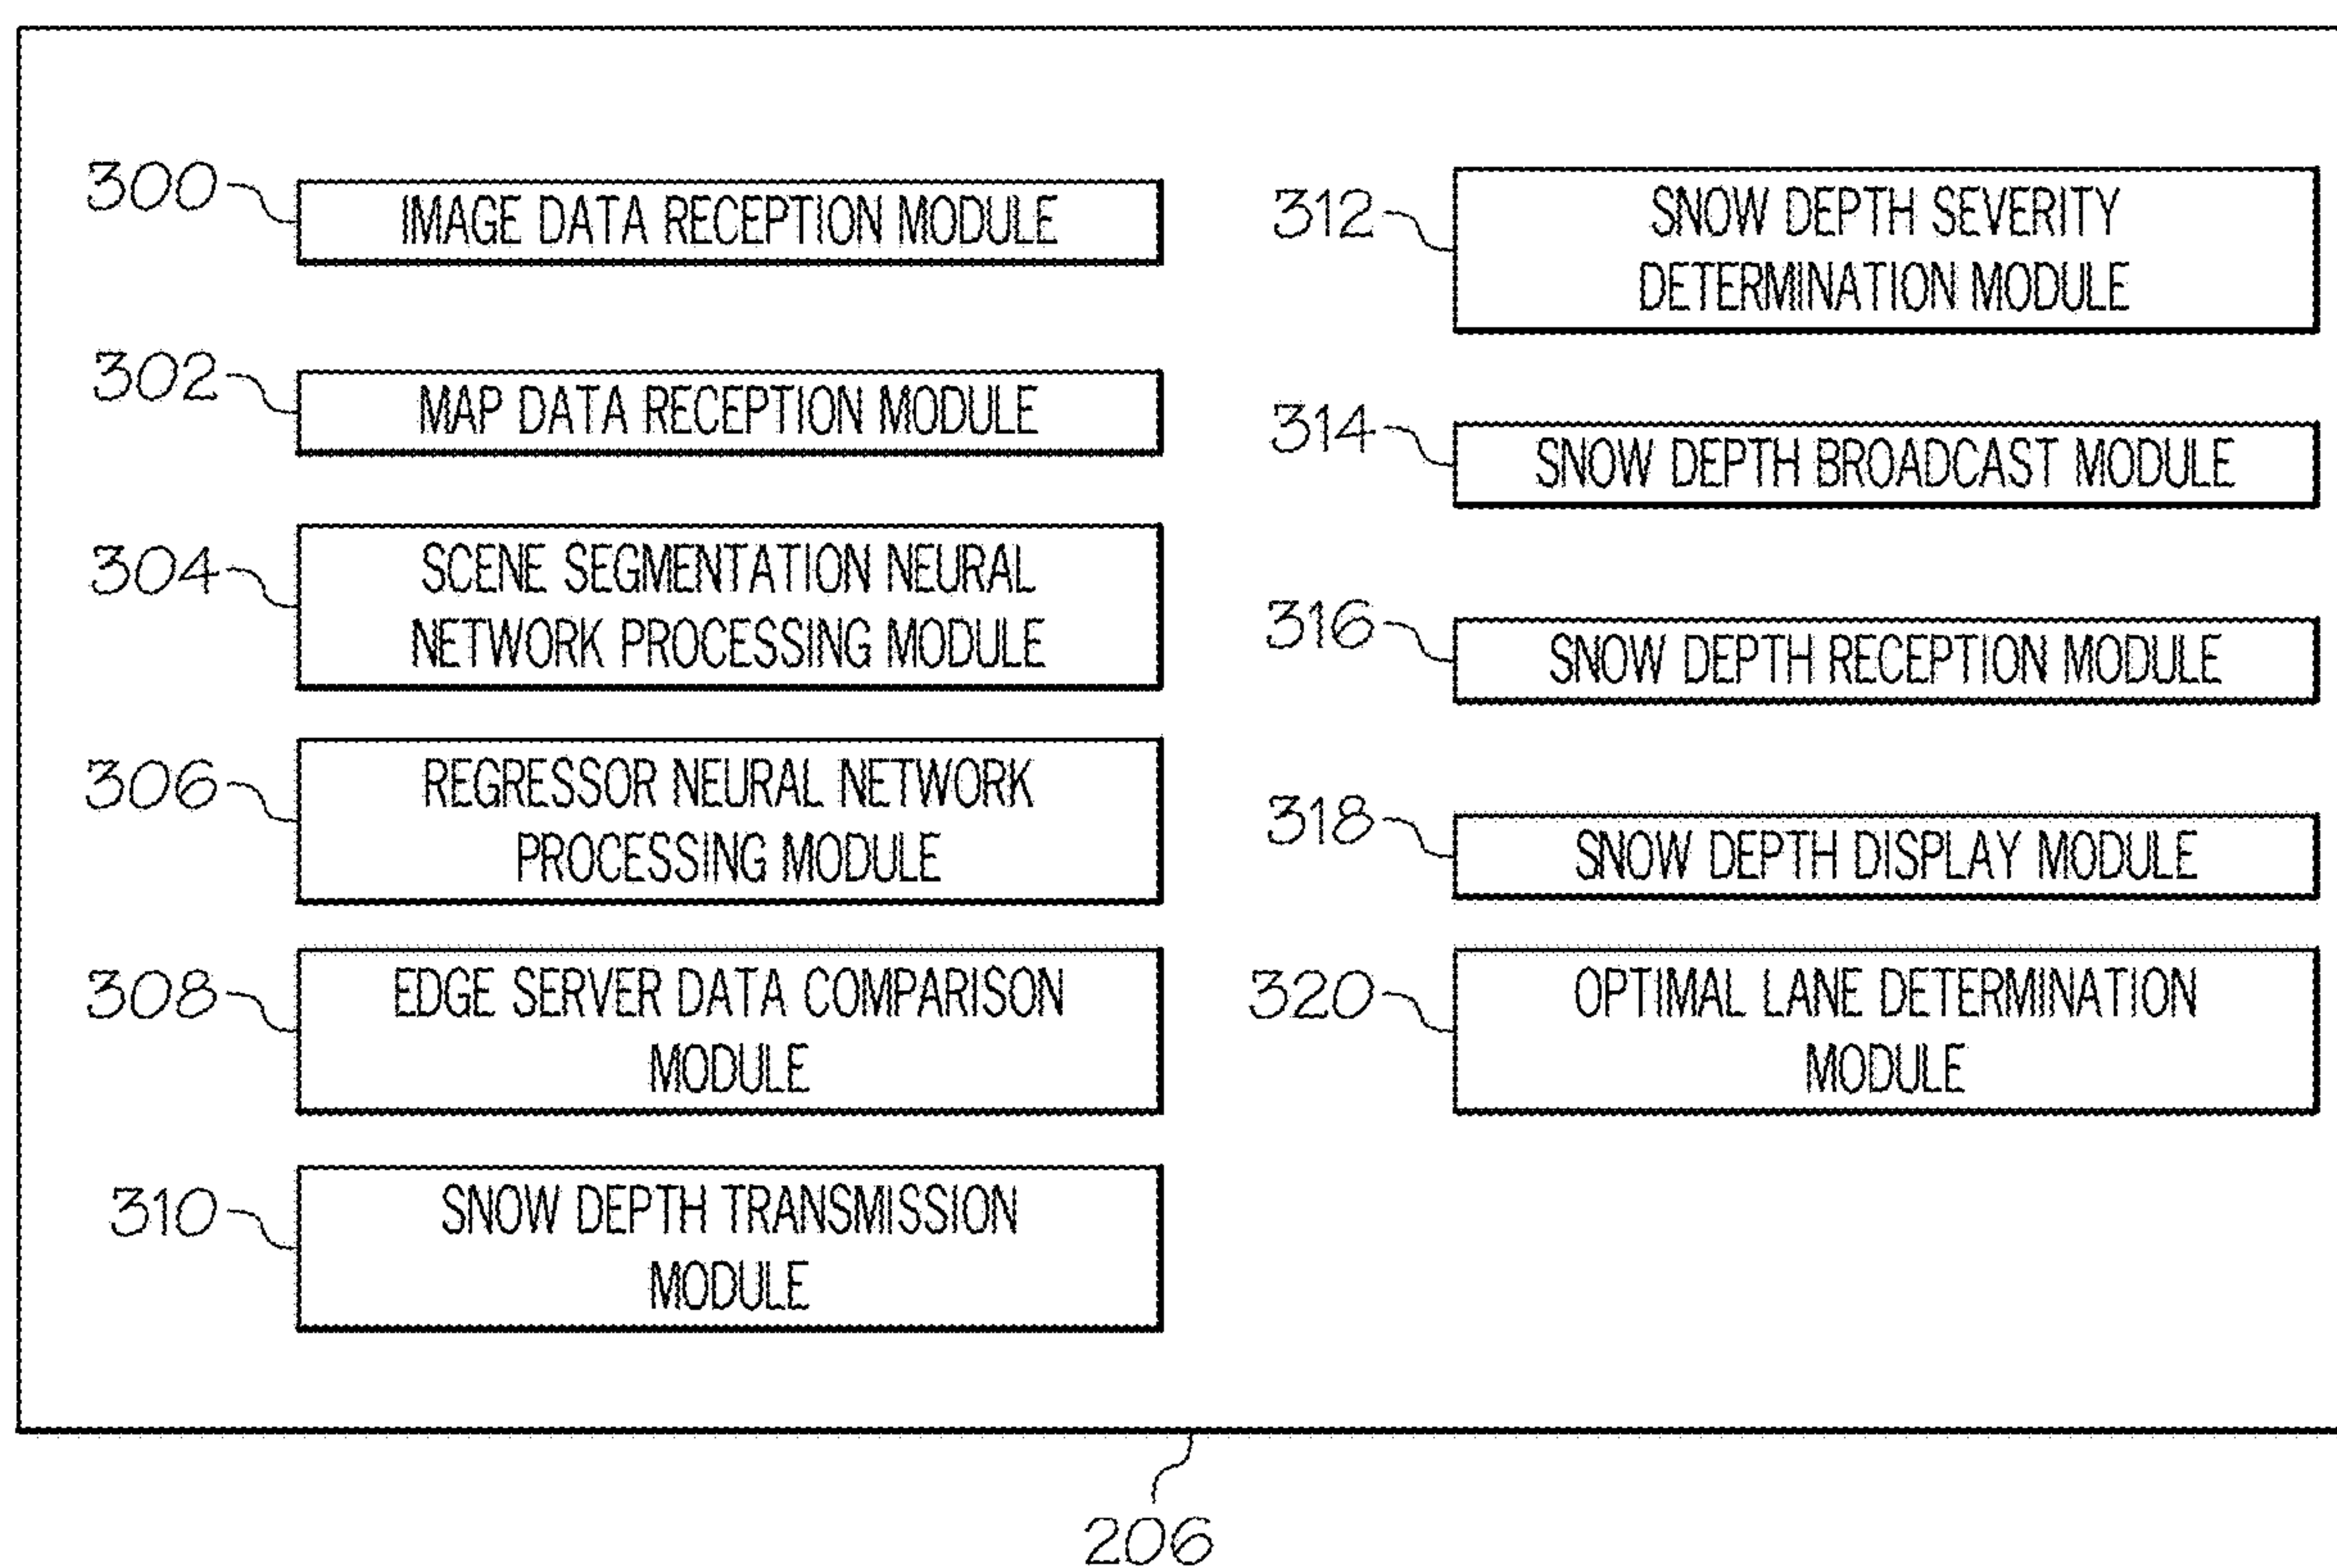 300
IMAGE DATA RECEPTION MODULE
302
MAP DATA RECEPTION MODULE
304
SCENE SEGMENTATION NEURAL
NETWORK PROCESSING MODULE
306
REGRESSOR NEURAL NETWORK
PROCESSING MODULE
308
EDGE SERVER DATA COMPARISON
MODULE
310
SNOW DEPTH TRANSMISSION
MODULE
312
SNOW DEPTH SEVERITY
DETERMINATION MODULE
314
SNOW DEPTH BROADCAST MODULE
316
SNOW DEPTH RECEPTION MODULE
318
SNOW DEPTH DISPLAY MODULE
320
OPTIMAL LANE DETERMINATION
MODULE
206